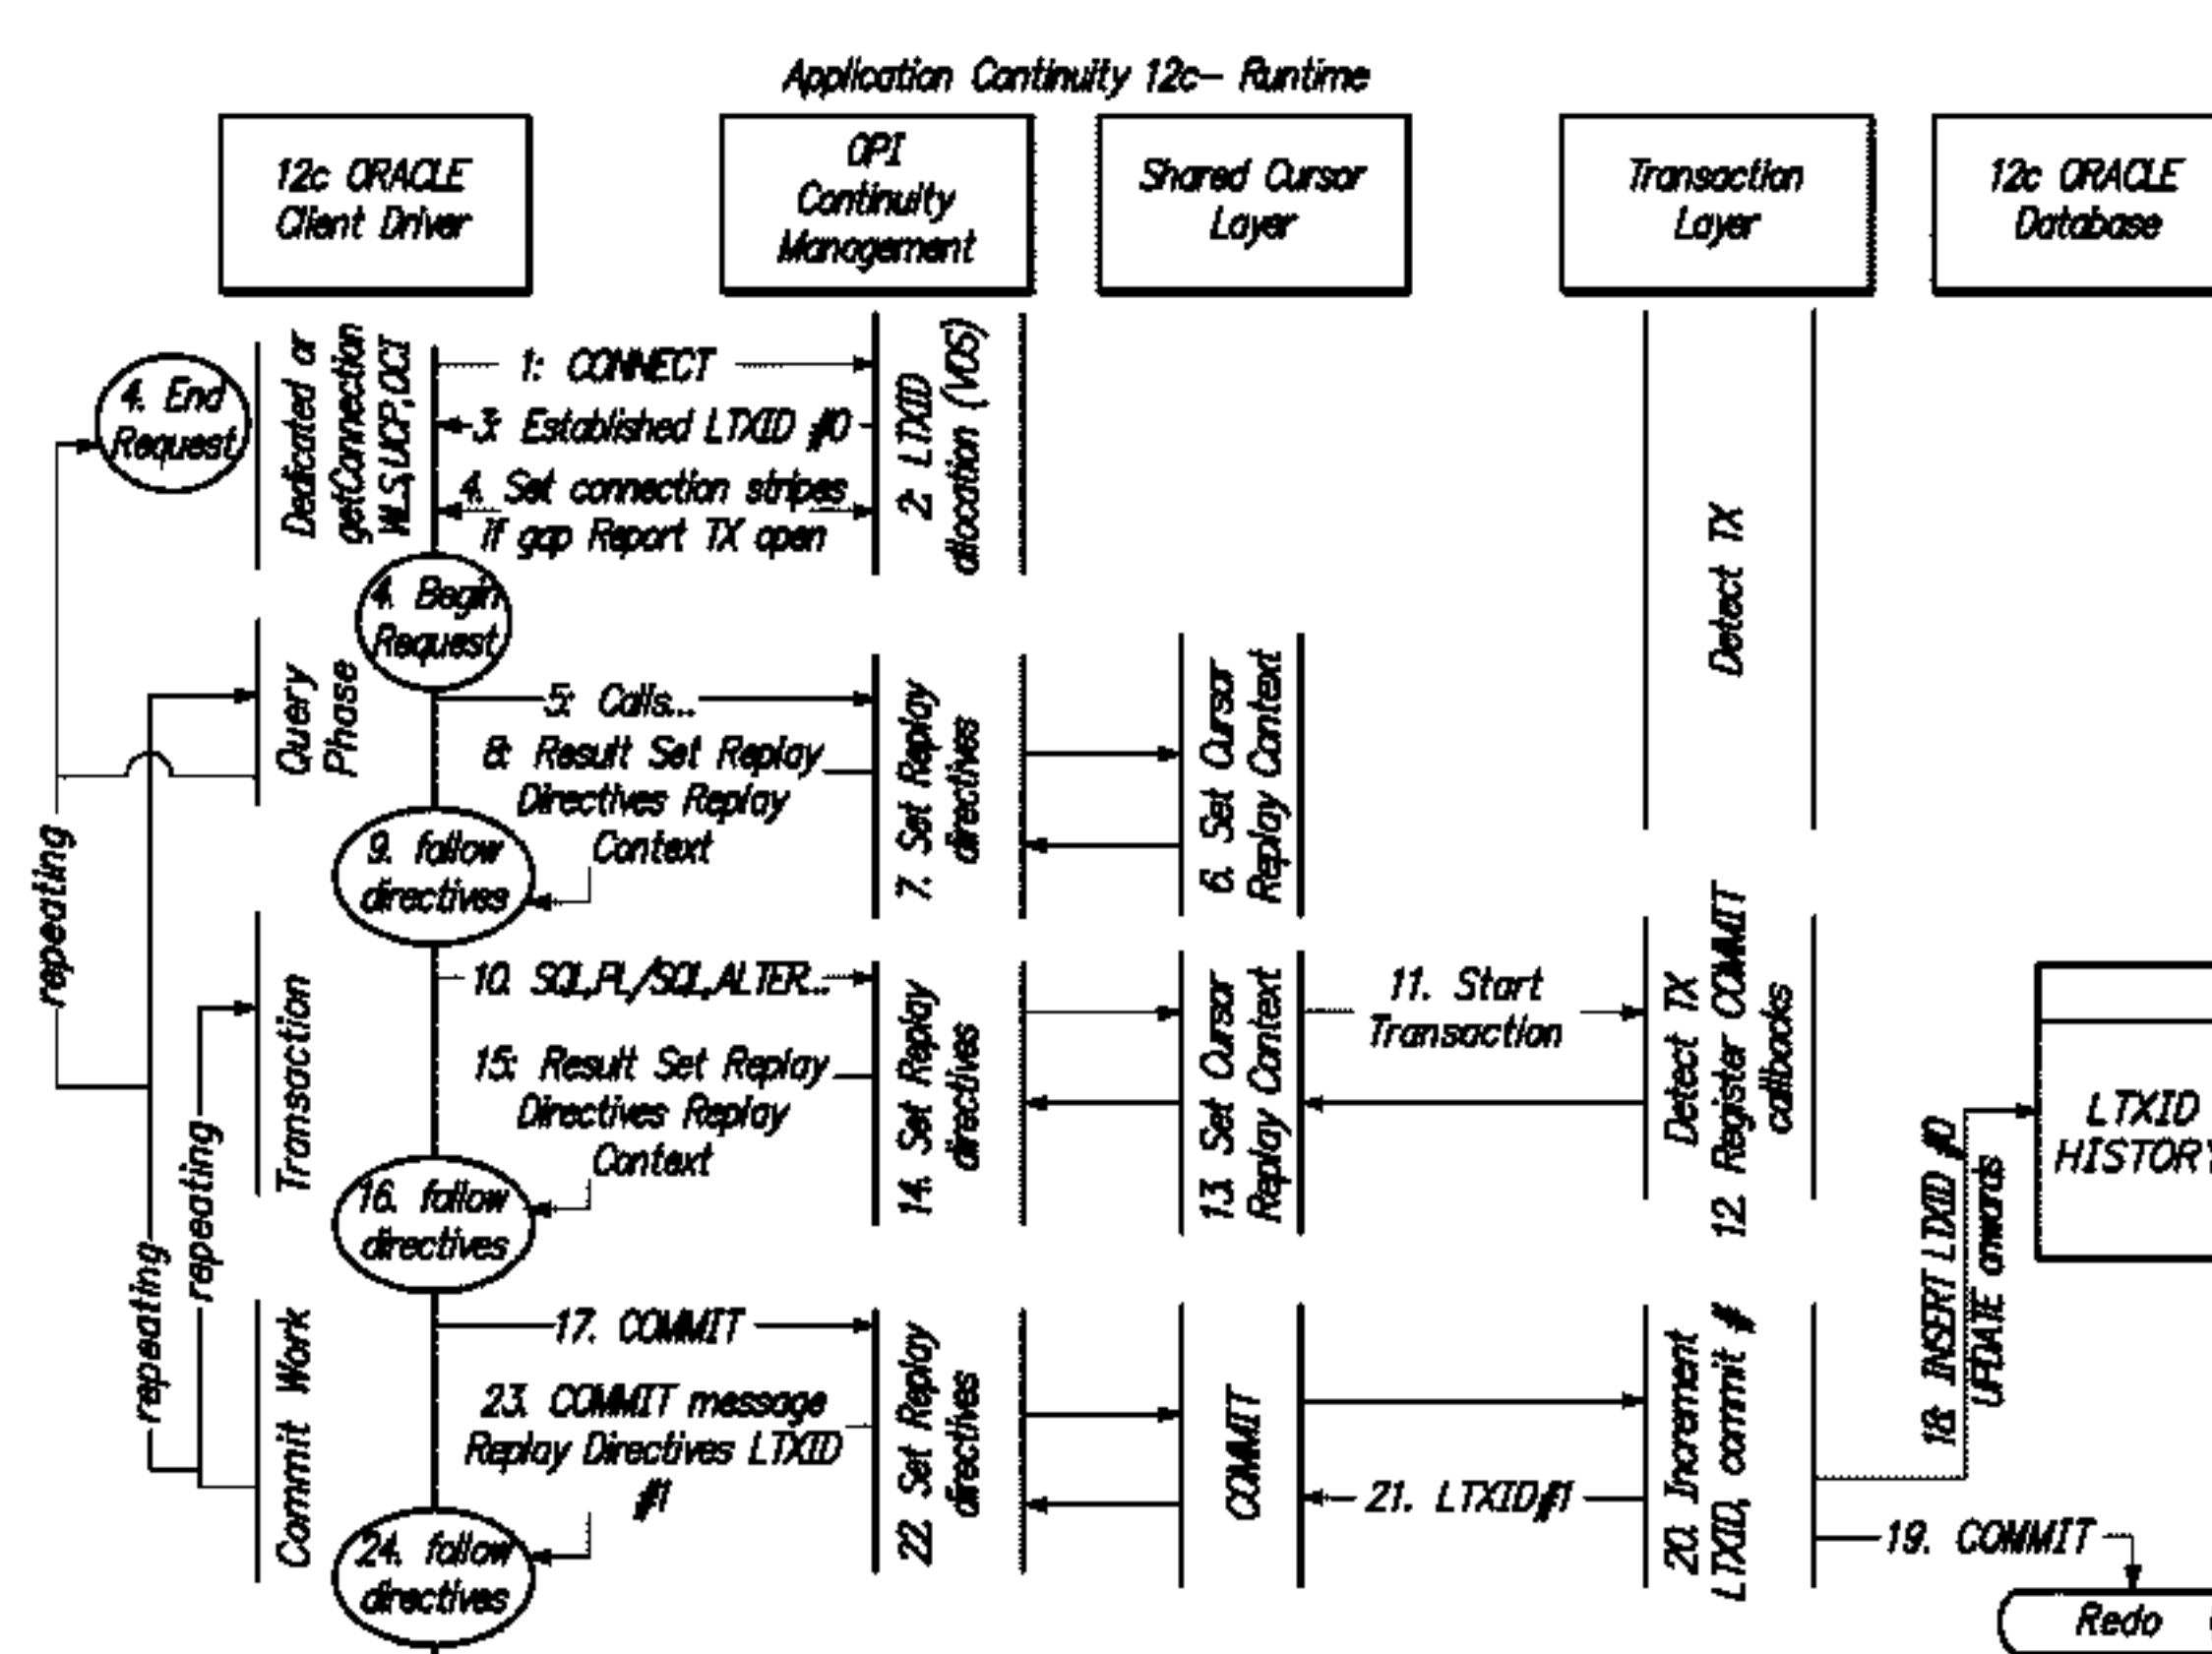 Application Continuity 12c- Runtime
12c ORACLE
Client Driver
OPI
Continuity
Management
Shared Cursor
Layer
Transaction
Layer
12c ORACLE
Database
4. End
Request
Dedicated or
getConnection
WLS,UCP,OCI
1: CONNECT
3: Established LTXID #0
4. Set connection stripes
if gap Report TX open
2: LTXID
allocation (VOS)
Detect TX
4. Begin
Request
Query
Phase
5: Calls...
8: Result Set Replay
Directives Replay
Context
7. Set Replay
directives
6. Set Cursor
Replay Context
9. follow
directives
repeating
Transaction
10. SQL,PL/SQL,ALTER...
15: Result Set Replay
Directives Replay
Context
14. Set Replay
directives
13. Set Cursor
Replay Context
11. Start
Transaction
Detect TX
12. Register COMMIT
callbacks
16. follow
directives
repeating
repeating
LTXID
HISTORY
18: INSERT LTXID #0
UPDATE onwards
Commit Work
17. COMMIT
23. COMMIT message
Replay Directives LTXID
#1
22. Set Replay
directives
COMMIT
21. LTXID#1
20. Increment
LTXID, commit #
19. COMMIT
24. follow
directives
Redo